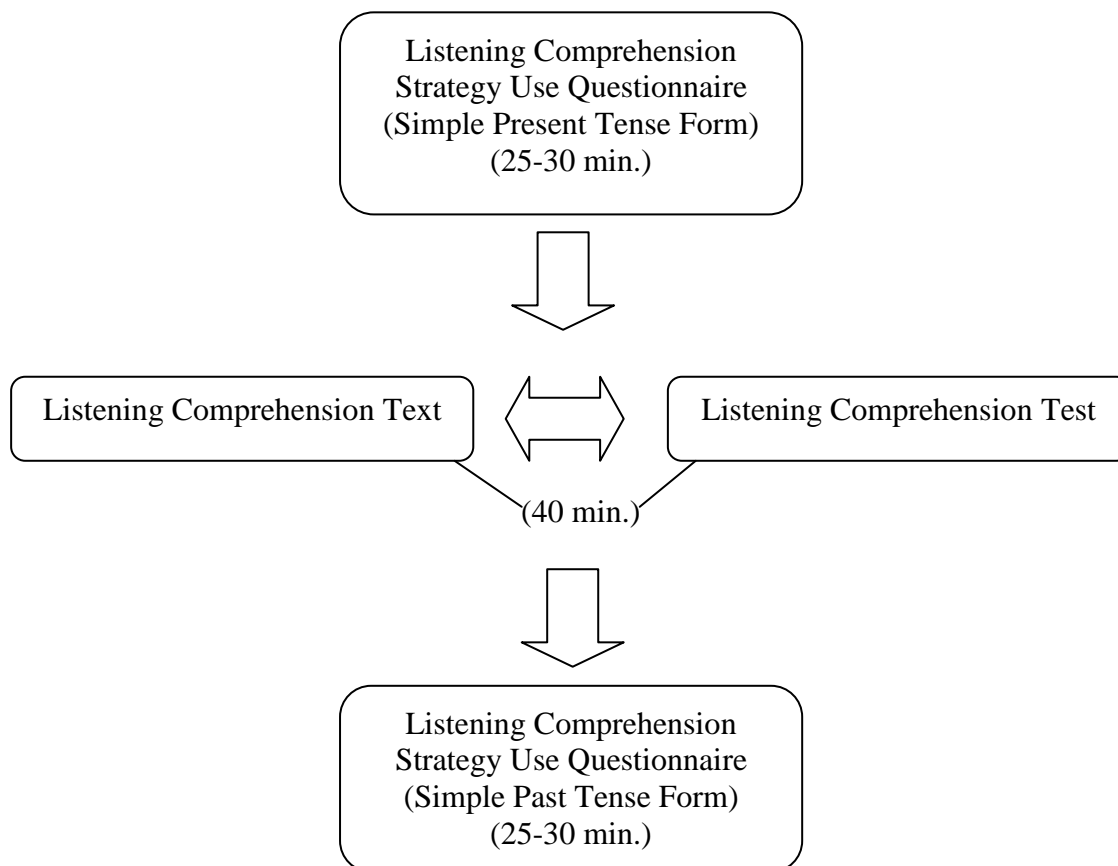 Listening Comprehension
Strategy Use Questionnaire
(Simple Present Tense Form)
(25-30 min.)
Listening Comprehension Text
Listening Comprehension Test
(40 min.)
Listening Comprehension
Strategy Use Questionnaire
(Simple Past Tense Form)
(25-30 min.)